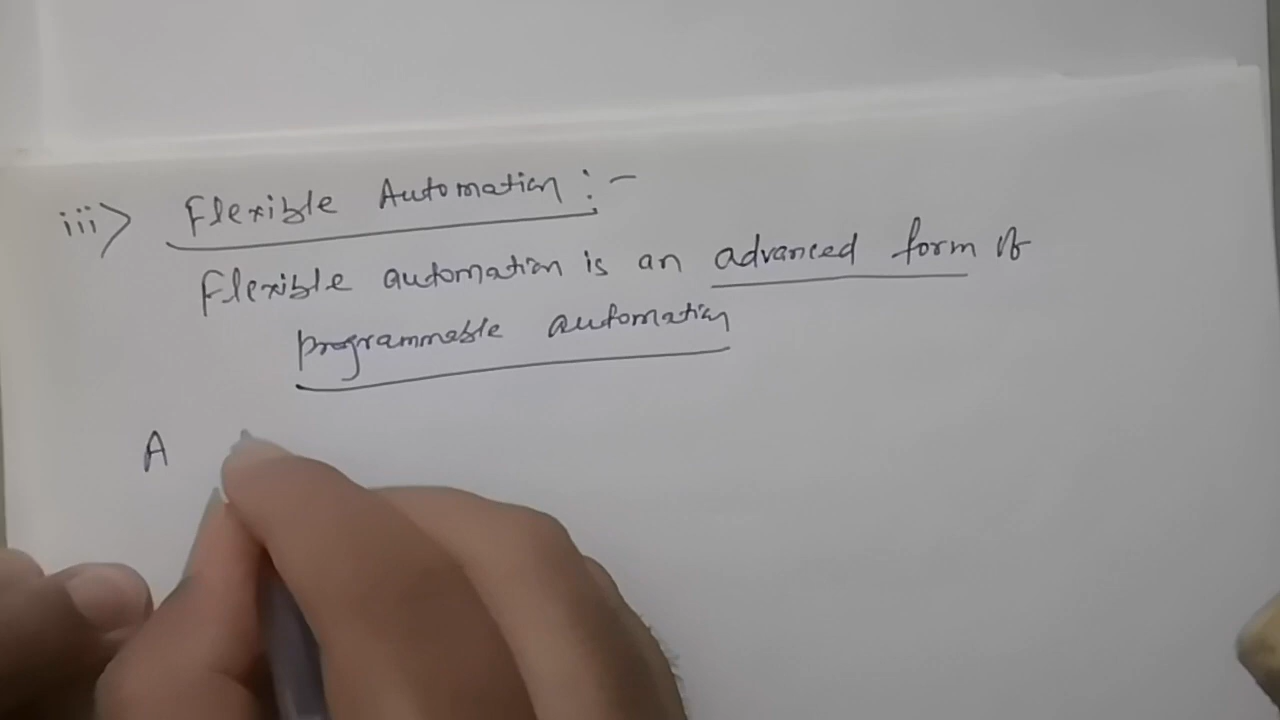 iii> Flexible Automation :-
Flexible automation is an advanced form of
programmable automation
A